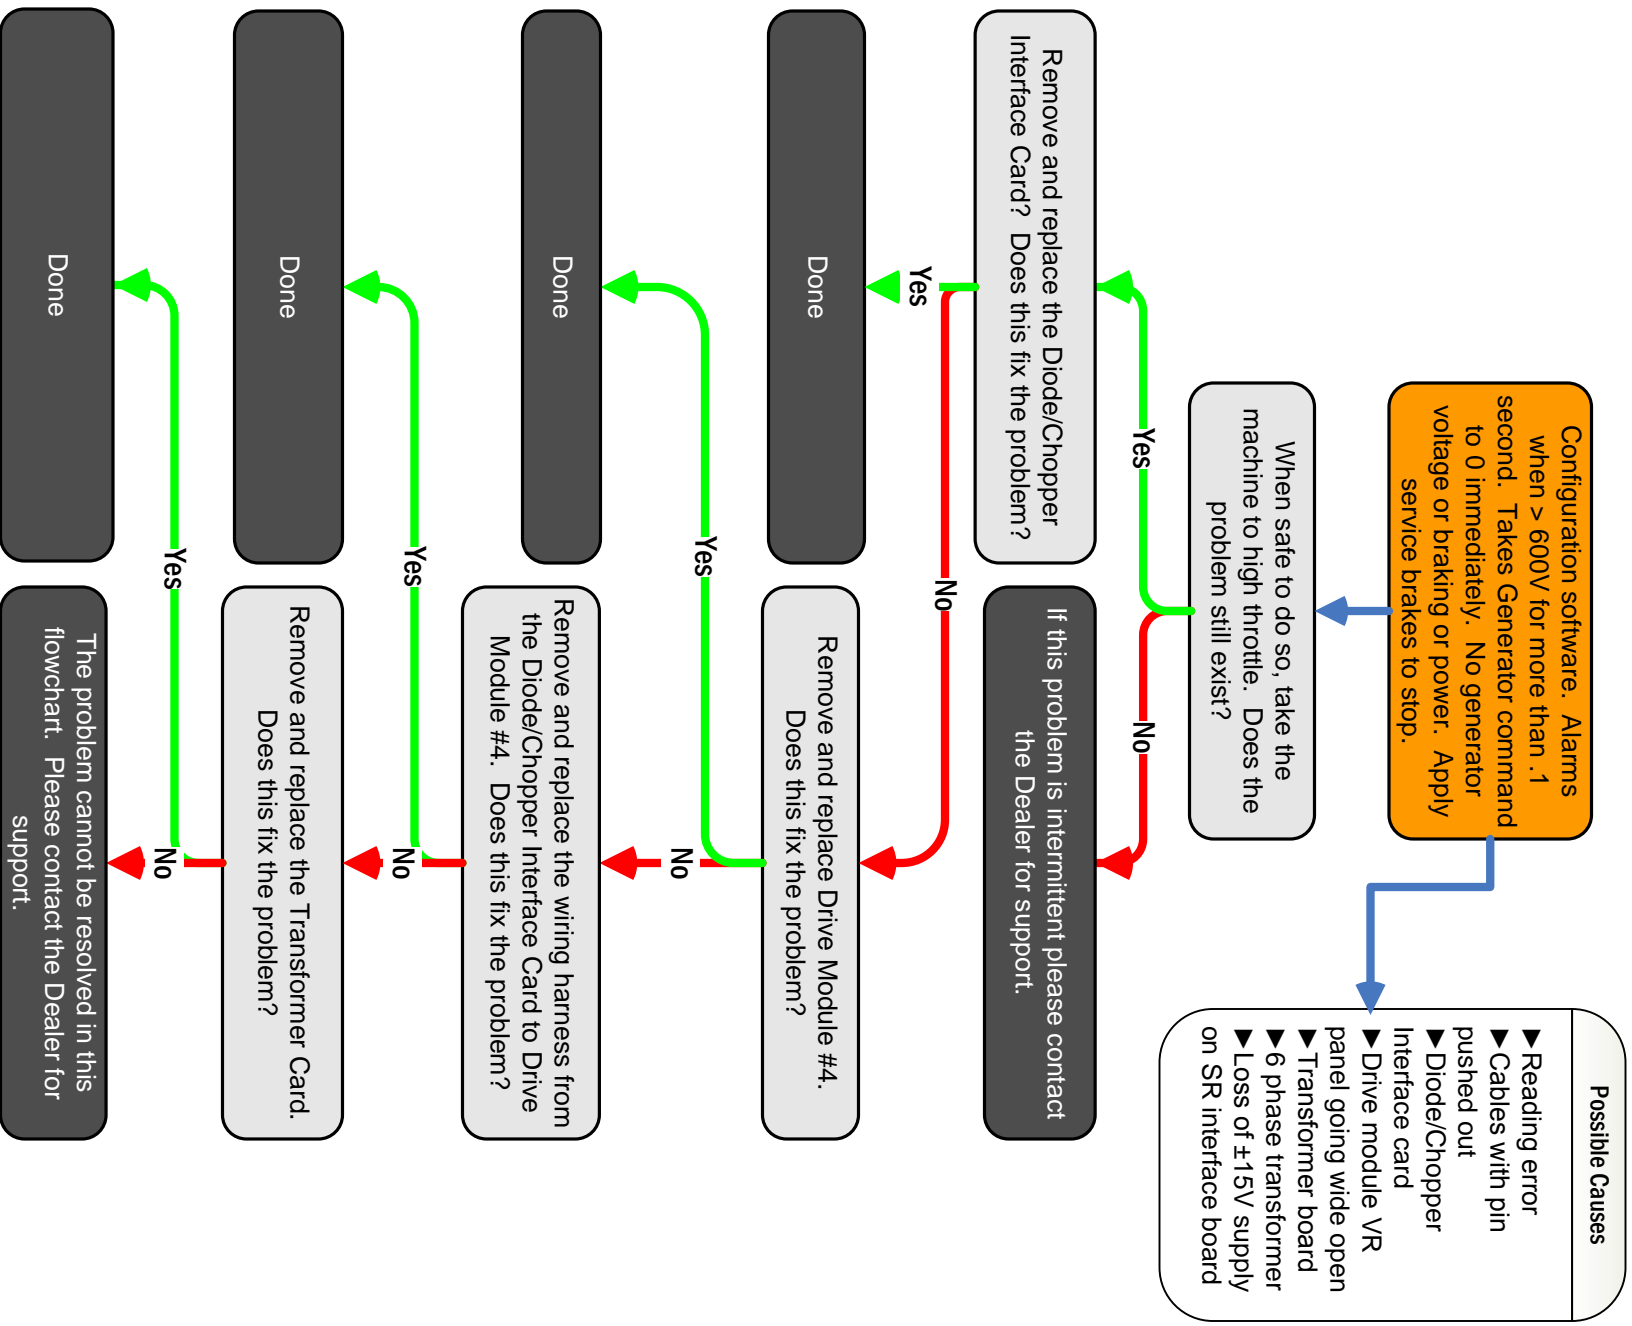 Configuration software.  Alarms
when > 600V for more than .1
second.  Takes Generator command
to 0 immediately.  No generator
voltage or braking or power.  Apply
service brakes to stop.
Possible Causes
▶Reading error
▶Cables with pin
pushed out
▶Diode/Chopper
Interface card
▶Drive module VR
panel going wide open
▶Transformer board
▶6 phase transformer
▶Loss of ±15V supply
on SR interface board
When safe to do so, take the
machine to high throttle.  Does the
problem still exist?
Yes
No
Remove and replace the Diode/Chopper
Interface Card?  Does this fix the problem?
If this problem is intermittent please contact
the Dealer for support.
Yes
No
Done
Remove and replace Drive Module #4.
Does this fix the problem?
Yes
No
Done
Remove and replace the wiring harness from
the Diode/Chopper Interface Card to Drive
Module #4.  Does this fix the problem?
Yes
No
Done
Remove and replace the Transformer Card.
Does this fix the problem?
Yes
No
Done
The problem cannot be resolved in this
flowchart.  Please contact the Dealer for
support.